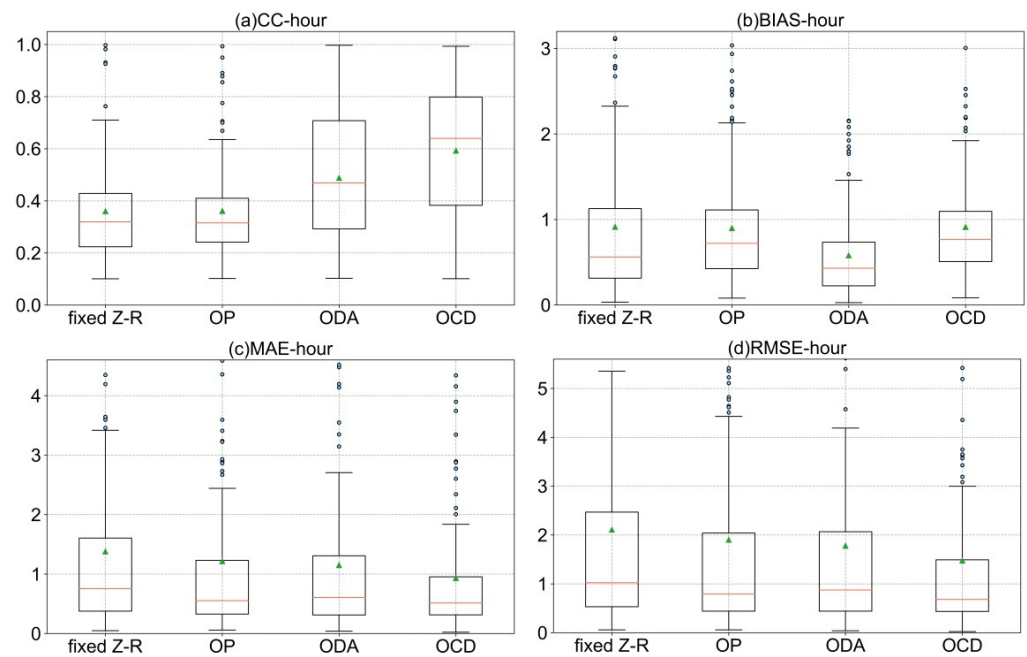 (a)CC-hour
1.0
0.8
0.6
0.4
0.2
0.0
fixed Z-R OP ODA OCD
(b)BIAS-hour
3
2
1
0
fixed Z-R OP ODA OCD
(c)MAE-hour
4
3
2
1
0
fixed Z-R OP ODA OCD
(d)RMSE-hour
5
4
3
2
1
0
fixed Z-R OP ODA OCD